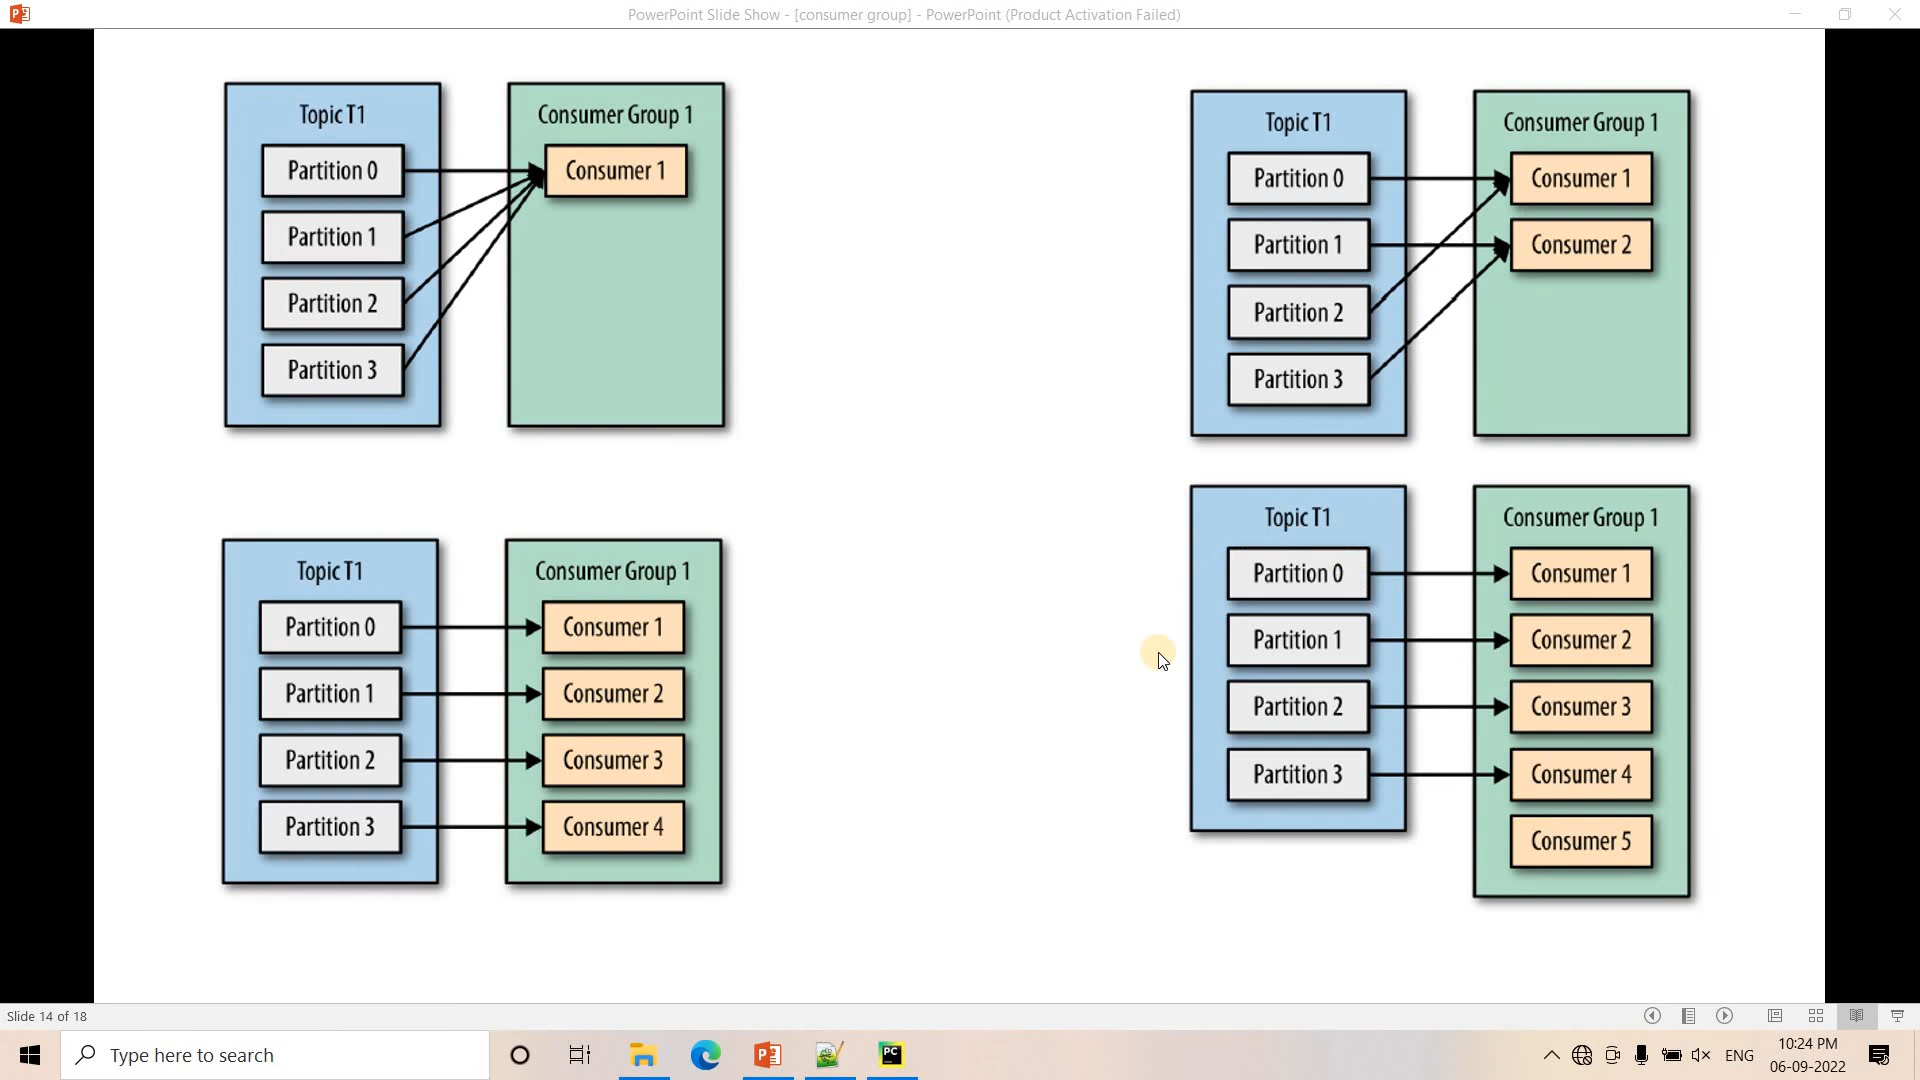 PowerPoint Slide Show - [consumer group] - PowerPoint (Product Activation Failed)
Topic T1
Partition 0
Partition 1
Partition 2
Partition 3
Consumer Group 1
Consumer 1
Topic T1
Partition 0
Partition 1
Partition 2
Partition 3
Consumer Group 1
Consumer 1
Consumer 2
Topic T1
Partition 0
Partition 1
Partition 2
Partition 3
Consumer Group 1
Consumer 1
Consumer 2
Consumer 3
Consumer 4
Topic T1
Partition 0
Partition 1
Partition 2
Partition 3
Consumer Group 1
Consumer 1
Consumer 2
Consumer 3
Consumer 4
Consumer 5
Slide 14 of 18
Type here to search
PC
ENG
10:24 PM
06-09-2022